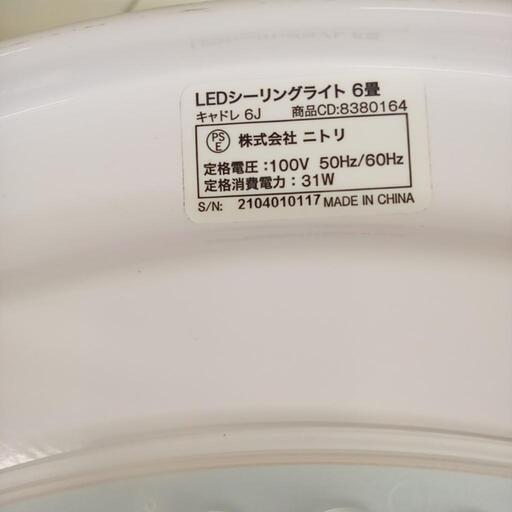 LEDシーリングライト 6畳
キャドレ 6J 商品CD:8380164
PS E 株式会社 ニトリ
定格電圧:100V 50Hz/60Hz
定格消費電力:31W
S/N: 2104010117 MADE IN CHINA